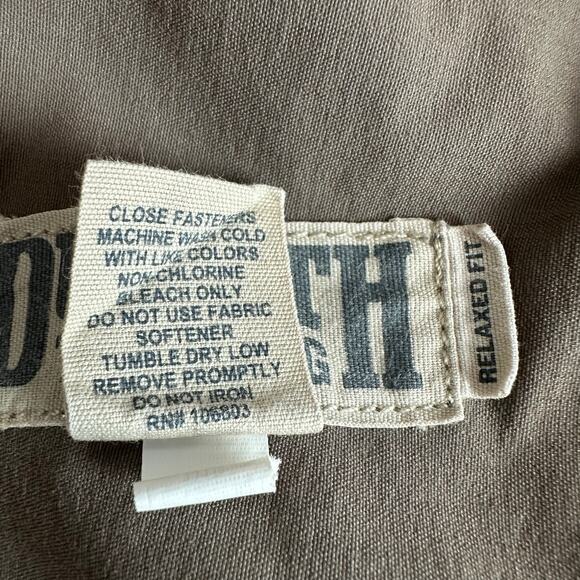 CLOSE FASTENERS
MACHINE WASH COLD
WITH LIKE COLORS
NON-CHLORINE
BLEACH ONLY
DO NOT USE FABRIC
SOFTENER
TUMBLE DRY LOW
REMOVE PROMPTLY
DO NOT IRON
RN# 106803
TH
G
RELAXED FIT